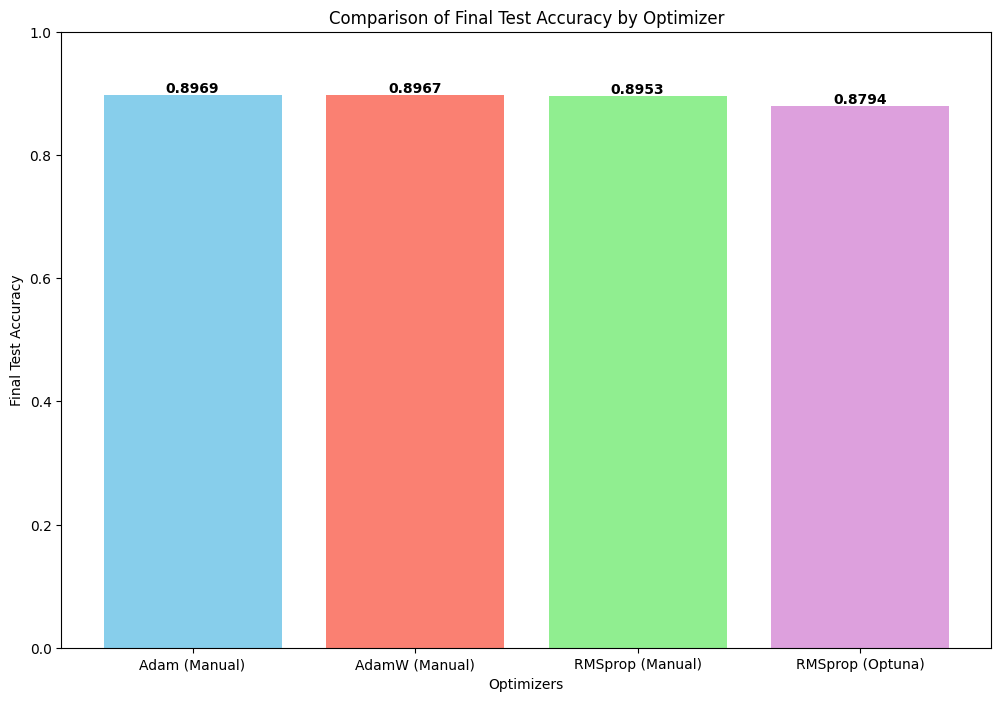 Comparison of Final Test Accuracy by Optimizer
Final Test Accuracy
1.0
0.8
0.6
0.4
0.2
0.0
0.8969
0.8967
0.8953
0.8794
Adam (Manual)
AdamW (Manual)
RMSprop (Manual)
RMSprop (Optuna)
Optimizers